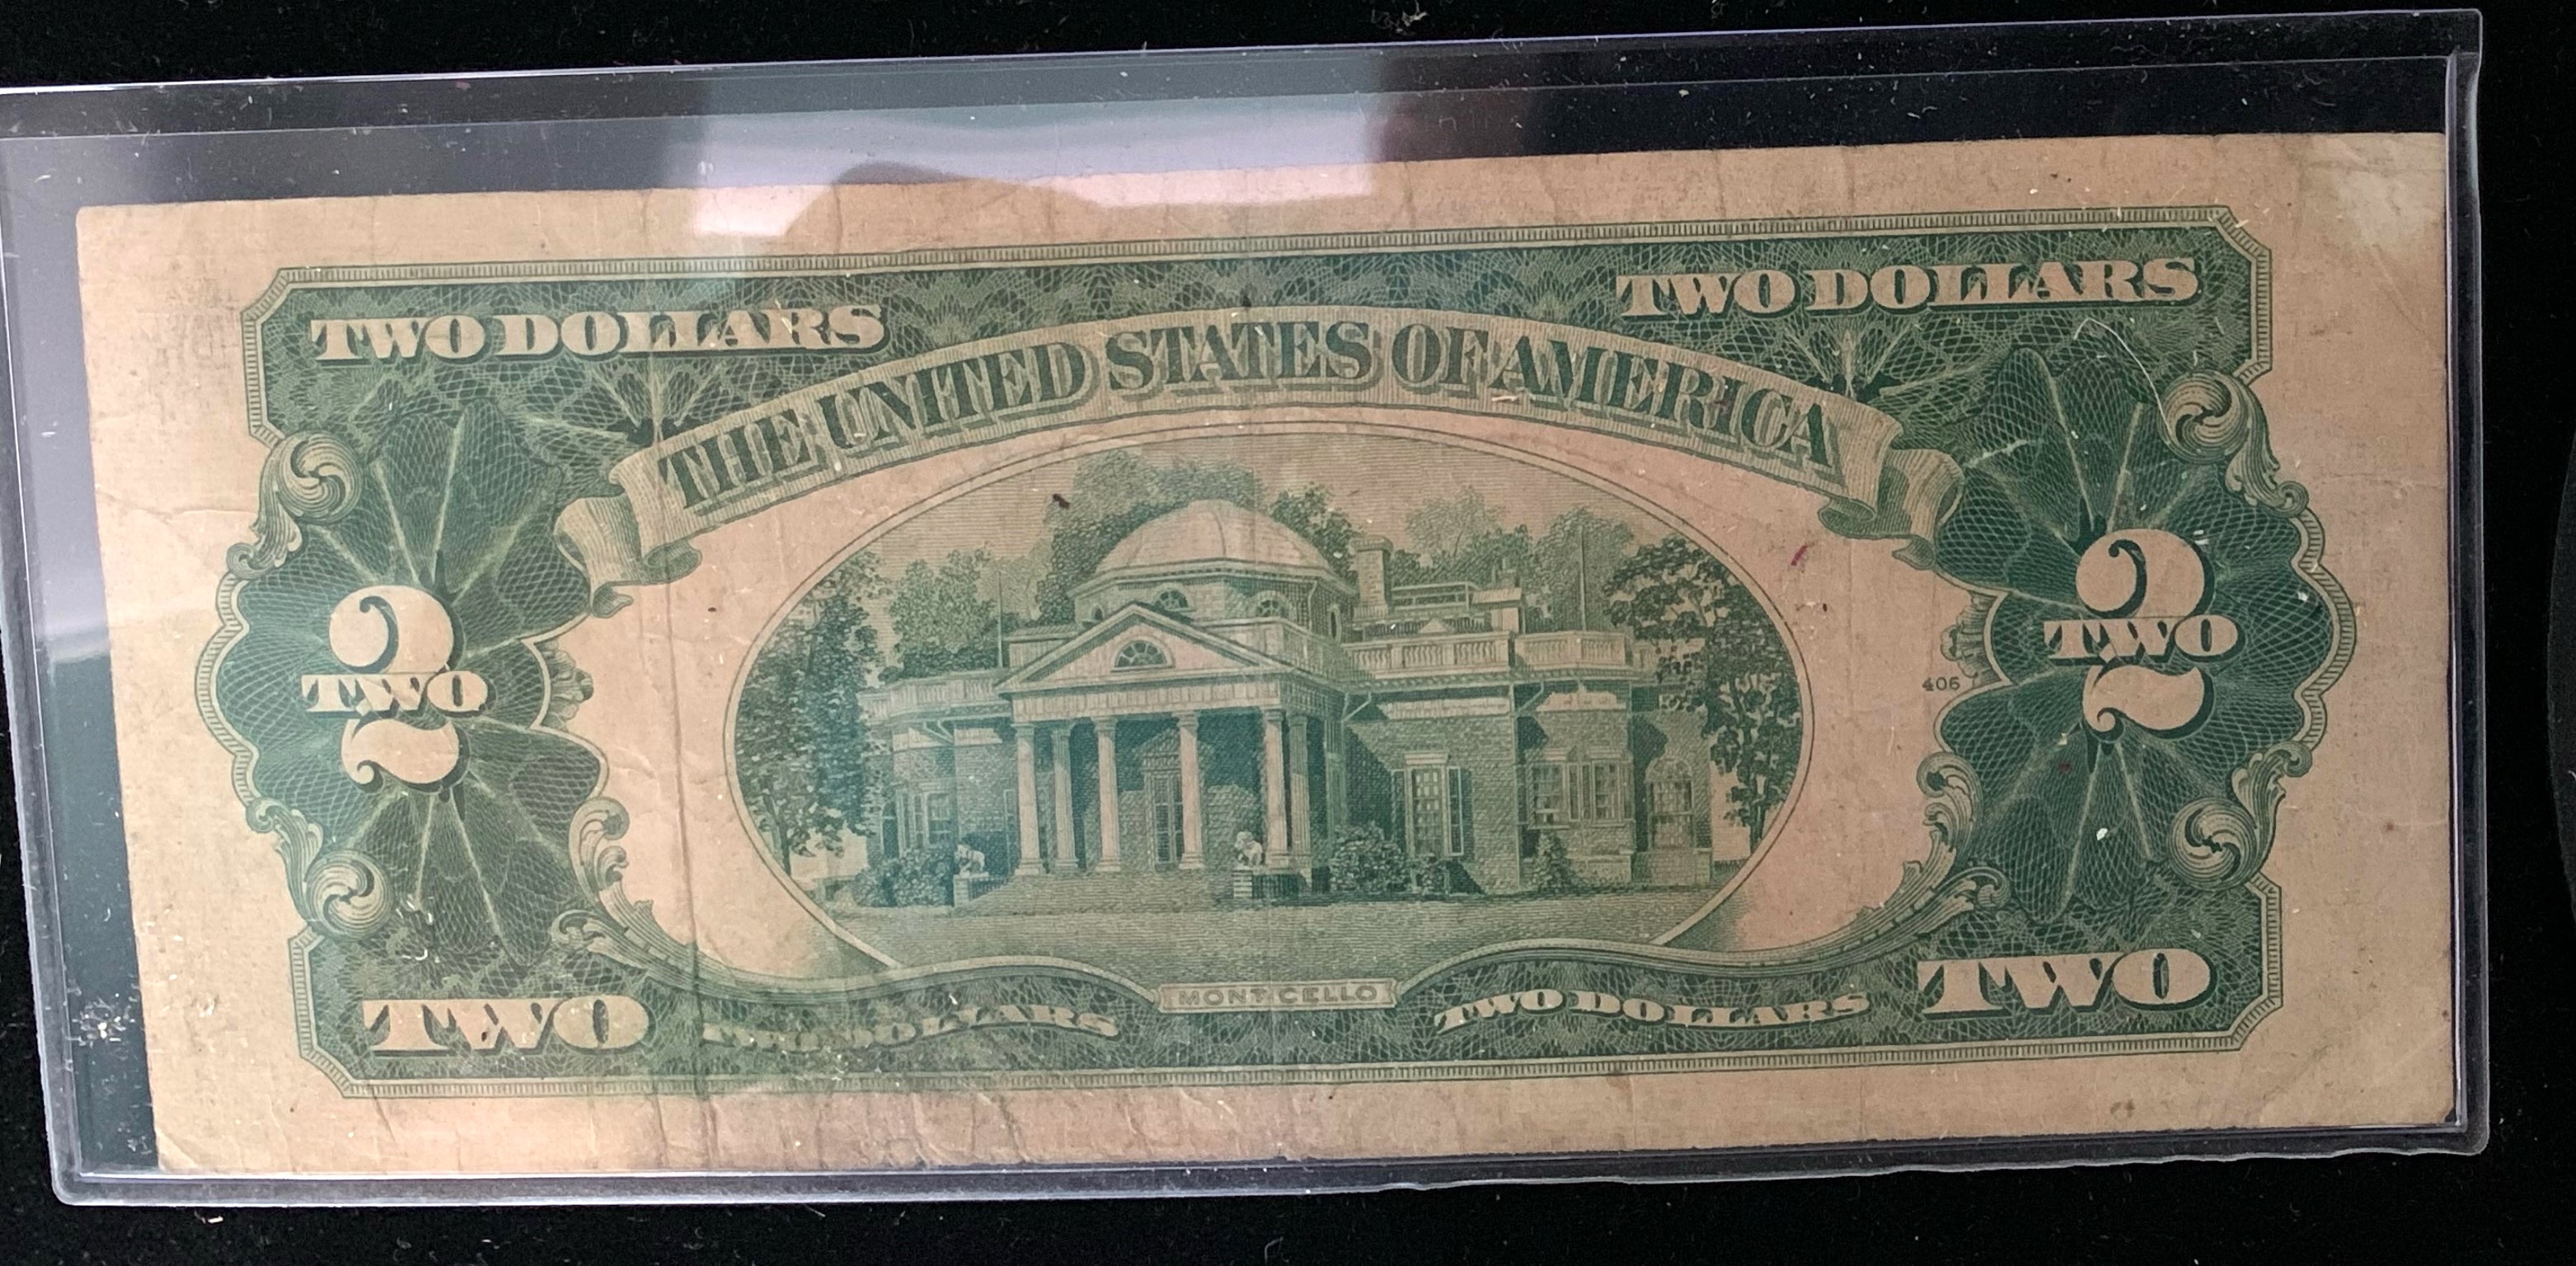 TWO DOLLARS TWO DOLLARS
THE UNITED STATES OF AMERICA
2 TWO 2 TWO
406
MONTICELLO
TWO TWO DOLLARS TWO DOLLARS TWO